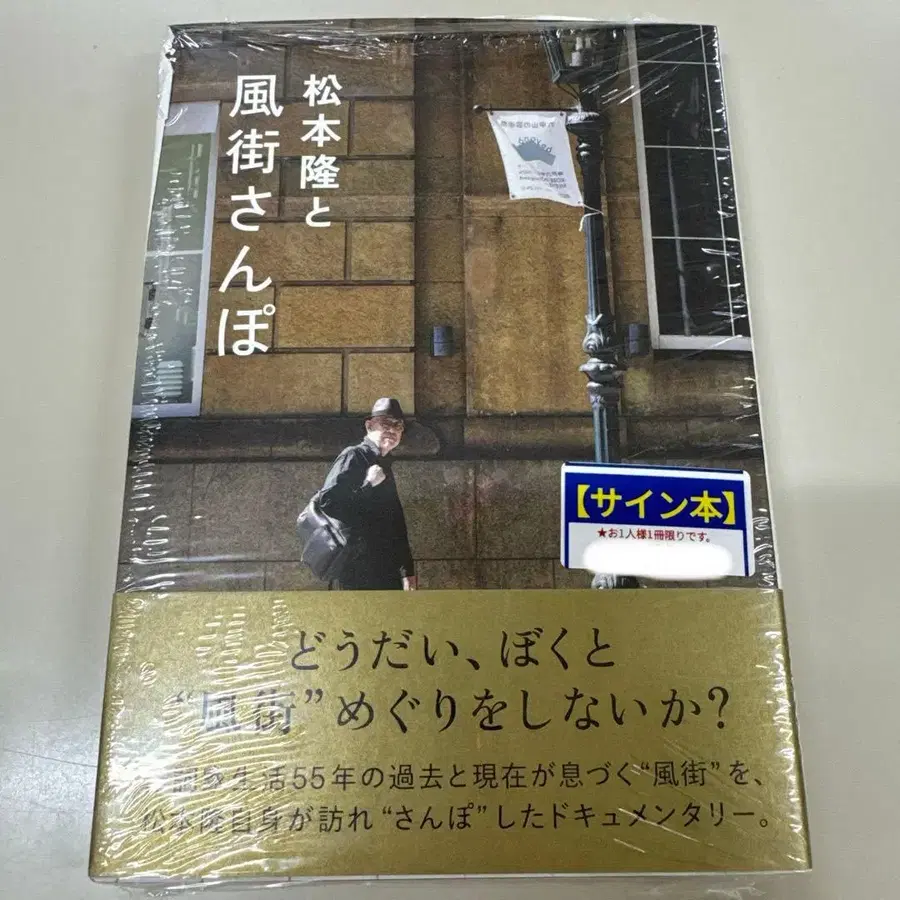 松本隆と
風街さんぽ
【サイン本】
★お1人様1冊限りです。
どうだい、ぼくと
“風街”めぐりをしないか?
作詞家生活55年の過去と現在が息づく“風街”を、
松本隆自身が訪れ“さんぽ”したドキュメンタリー。